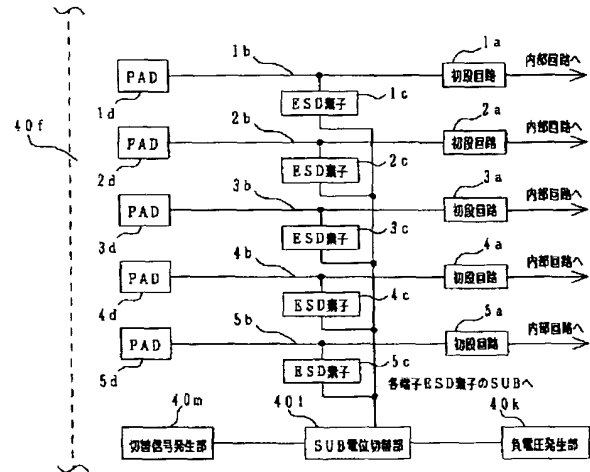 1b
1a
内部回路へ
PAD
初段回路
1d
ESD素子
1c
40f
2b
2a
内部回路へ
PAD
初段回路
2d
ESD素子
2c
3b
3a
内部回路へ
PAD
初段回路
3d
ESD素子
3c
4b
4a
内部回路へ
PAD
初段回路
4d
ESD素子
4c
5b
5a
内部回路へ
PAD
初段回路
5d
ESD素子
5c
各端子ESD素子のSUBへ
40m
40l
40k
切替信号発生部
SUB電位切替部
負電圧発生部